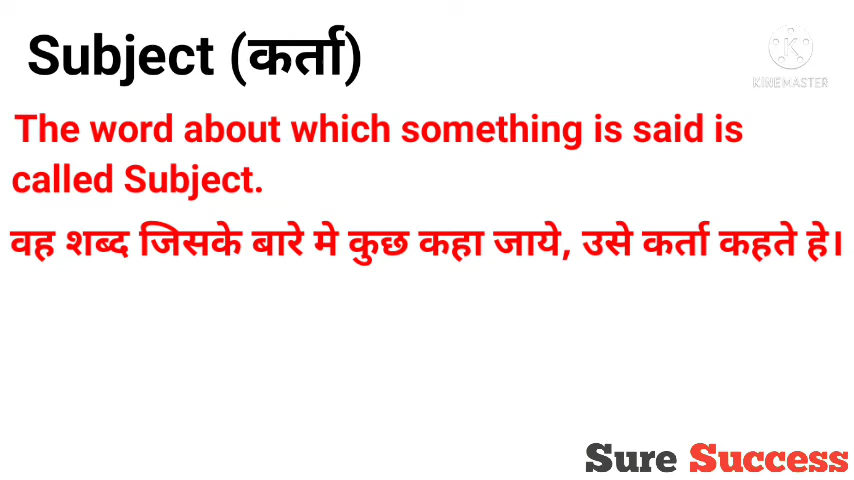 Subject (कर्ता)
KINEMASTER
The word about which something is said is
called Subject.
वह शब्द जिसके बारे मे कुछ कहा जाये, उसे कर्ता कहते हे।
Sure Success